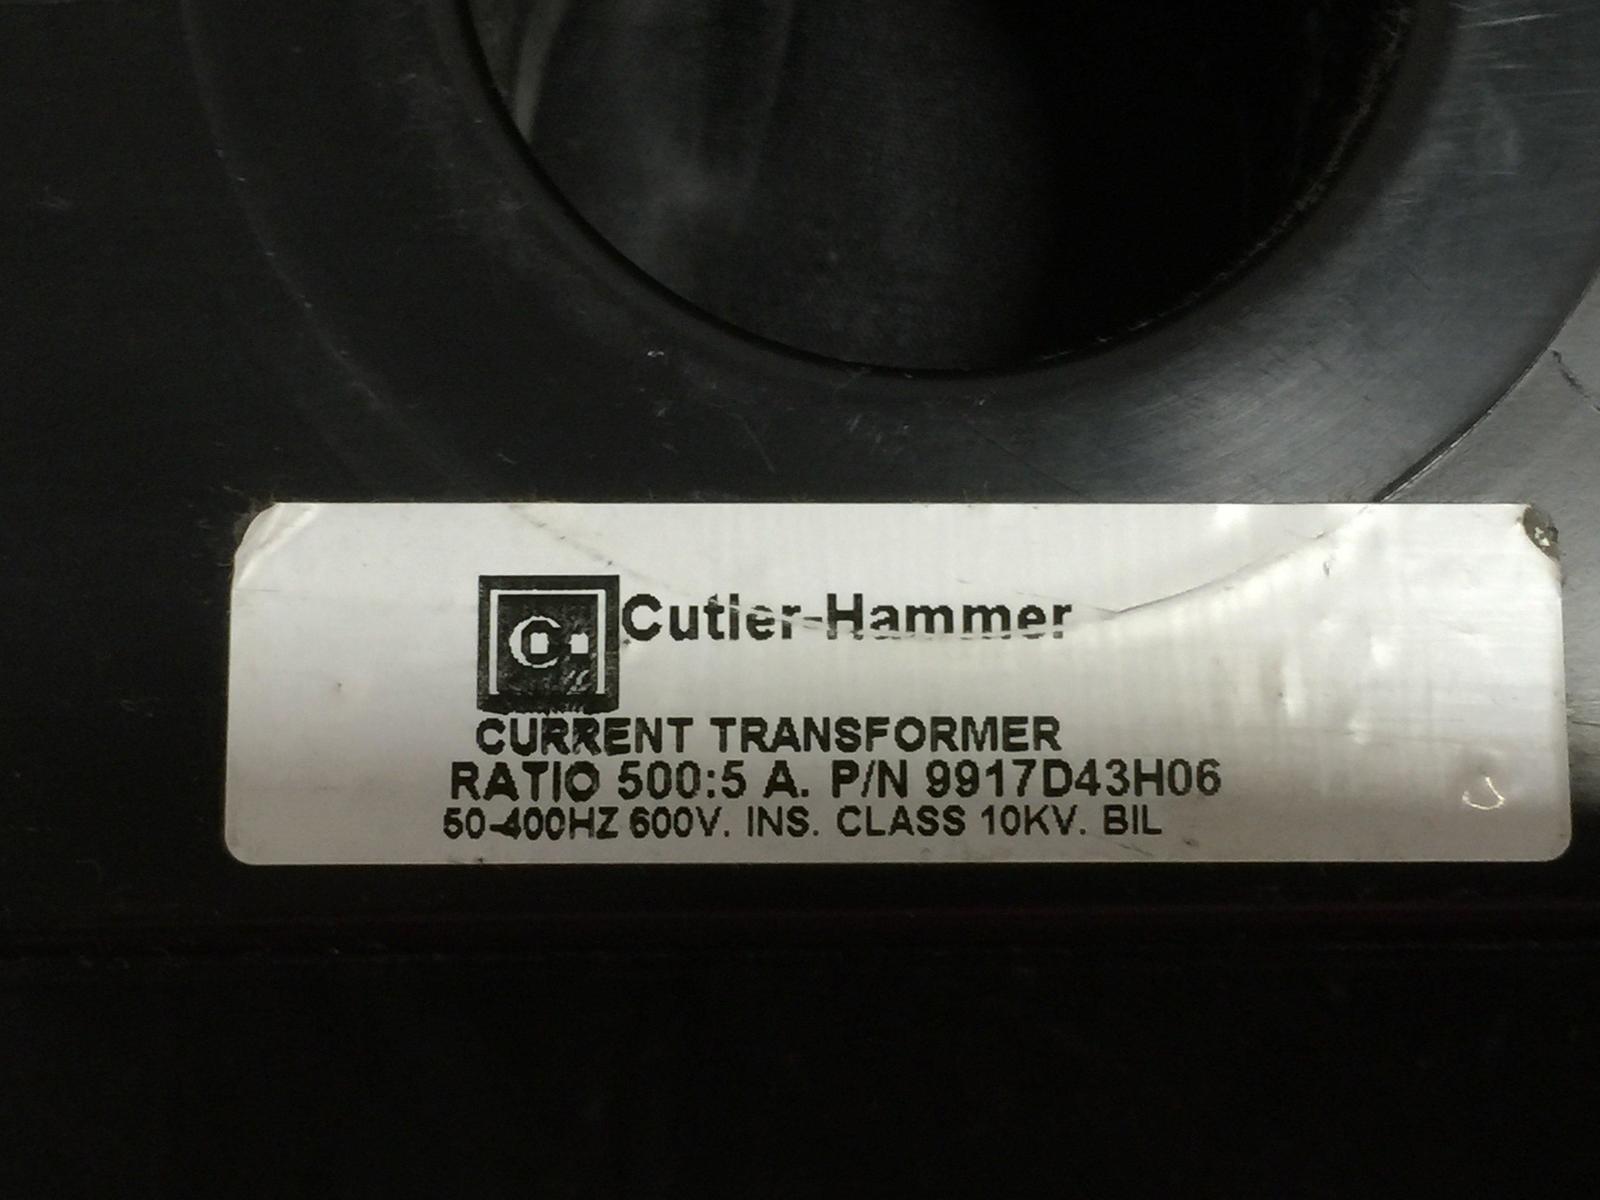 Cutler-Hammer
CURRENT TRANSFORMER
RATIO 500:5 A. P/N 9917D43H06
50-400HZ 600V. INS. CLASS 10KV. BIL